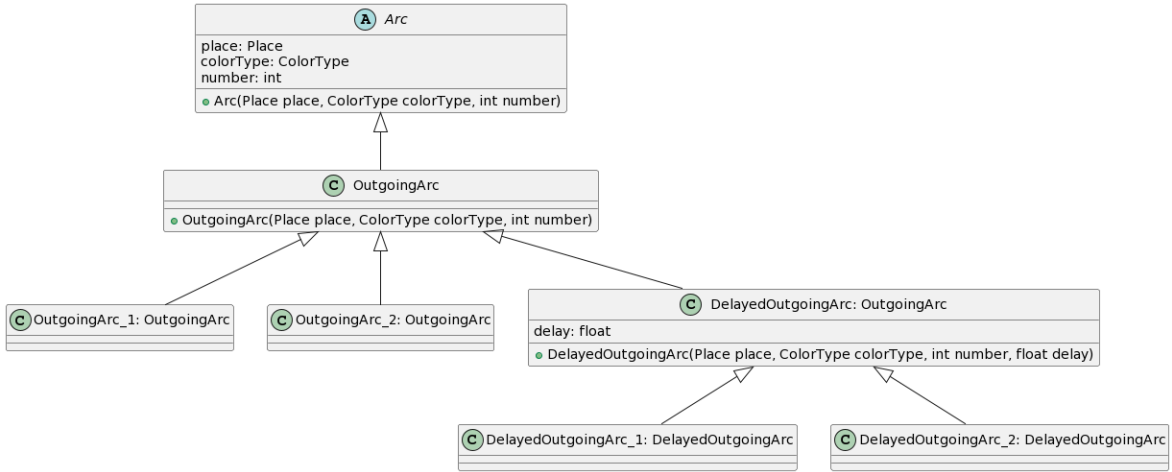 A Arc
place: Place
colorType: ColorType
number: int
Arc(Place place, ColorType colorType, int number)
C OutgoingArc
OutgoingArc(Place place, ColorType colorType, int number)
C OutgoingArc_1: OutgoingArc
C OutgoingArc_2: OutgoingArc
C DelayedOutgoingArc: OutgoingArc
delay: float
DelayedOutgoingArc(Place place, ColorType colorType, int number, float delay)
C DelayedOutgoingArc_1: DelayedOutgoingArc
C DelayedOutgoingArc_2: DelayedOutgoingArc